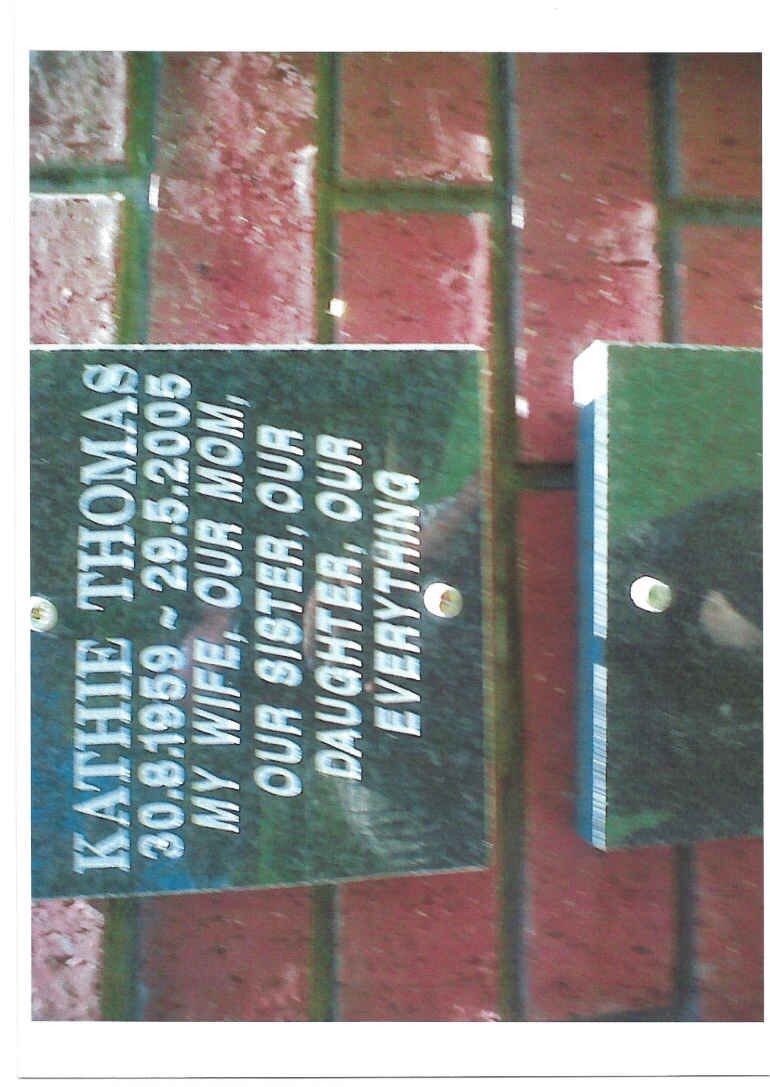 KATHIE THOMAS
30.8.1959 ~ 29.5.2005
MY WIFE, OUR MOM,
OUR SISTER, OUR
DAUGHTER, OUR
EVERYTHING